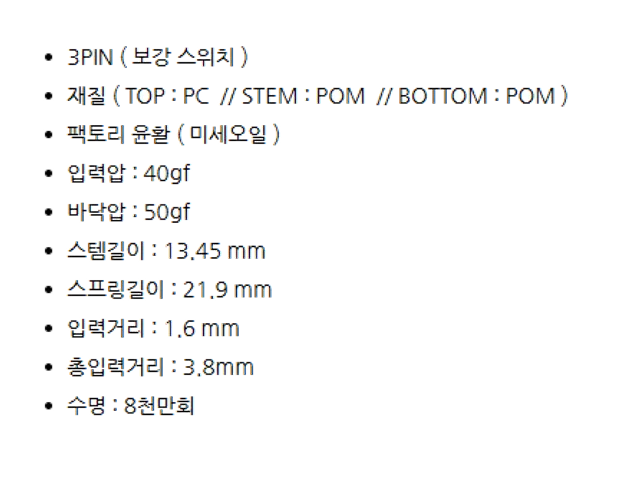 • 3PIN ( 보강 스위치 )
• 재질 ( TOP : PC // STEM : POM // BOTTOM : POM )
• 팩토리 윤활 ( 미세오일 )
• 입력압 : 40gf
• 바닥압 : 50gf
• 스템길이 : 13.45 mm
• 스프링길이 : 21.9 mm
• 입력거리 : 1.6 mm
• 총입력거리 : 3.8mm
• 수명 : 8천만회